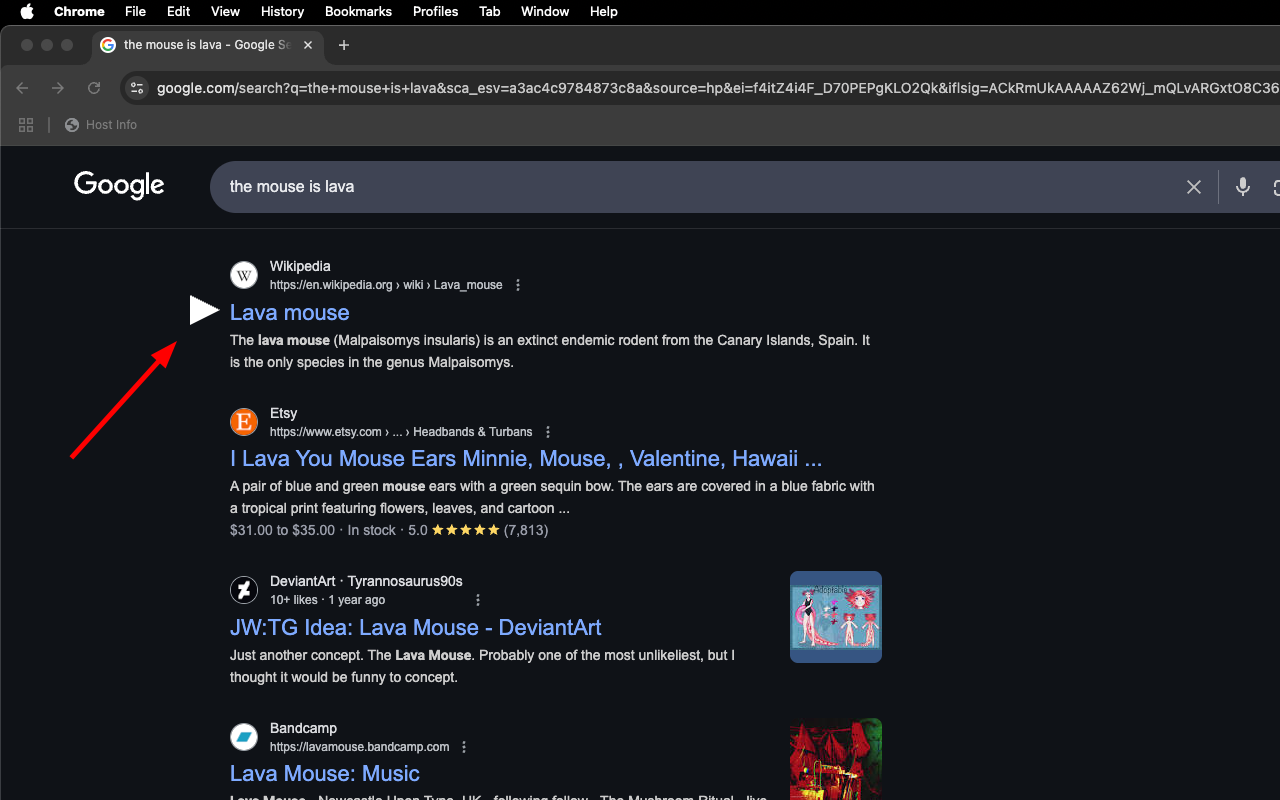 Chrome File Edit View History Bookmarks Profiles Tab Window Help
the mouse is lava - Google Se
google.com/search?q=the+mouse+is+lava&sca_esv=a3ac4c9784873c8a&source=hp&ei=f4itZ4i4F_D70PEPgKLO2Qk&iflsig=ACkRmUkAAAAAZ62Wj_mQLvARGxtO8C36
Host Info
Google
the mouse is lava
W
Wikipedia
https://en.wikipedia.org › wiki › Lava_mouse
Lava mouse
The lava mouse (Malpaisomys insularis) is an extinct endemic rodent from the Canary Islands, Spain. It
is the only species in the genus Malpaisomys.
E
Etsy
https://www.etsy.com › ... › Headbands & Turbans
I Lava You Mouse Ears Minnie, Mouse, , Valentine, Hawaii ...
A pair of blue and green mouse ears with a green sequin bow. The ears are covered in a blue fabric with
a tropical print featuring flowers, leaves, and cartoon ...
$31.00 to $35.00 · In stock · 5.0 ★★★★★ (7,813)
DeviantArt · Tyrannosaurus90s
10+ likes · 1 year ago
JW:TG Idea: Lava Mouse - DeviantArt
Just another concept. The Lava Mouse. Probably one of the most unlikeliest, but I
thought it would be funny to concept.
Bandcamp
https://lavamouse.bandcamp.com
Lava Mouse: Music